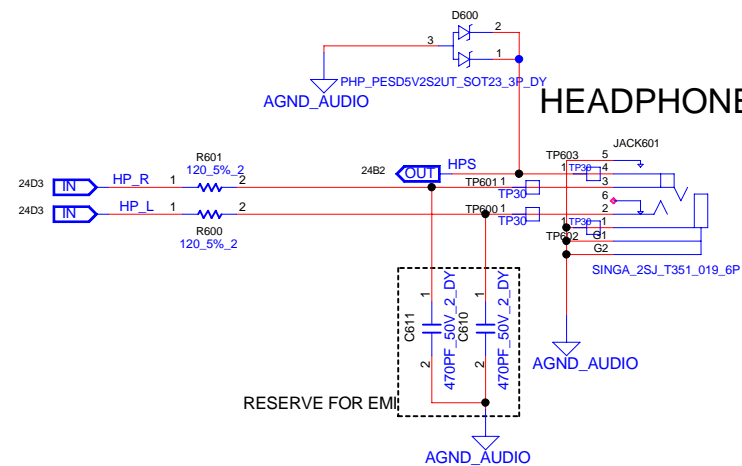 D600
2
3
1
PHP_PESD5V2S2UT_SOT23_3P_DY
AGND_AUDIO
HEADPHONE
JACK601
R601
120_5%_2
24D3 IN HP_R 1 2
24D3 IN HP_L 1 2
R600
120_5%_2
24B2 OUT HPS
TP603 1 TP30
TP601 1 TP30
TP600 1 TP30
1 TP30
TP602
5
4
3
6
2
1
G1
G2
SINGA_2SJ_T351_019_6P
AGND_AUDIO
C611 1 2 470PF_50V_2_DY
C610 1 2 470PF_50V_2_DY
RESERVE FOR EMI
AGND_AUDIO